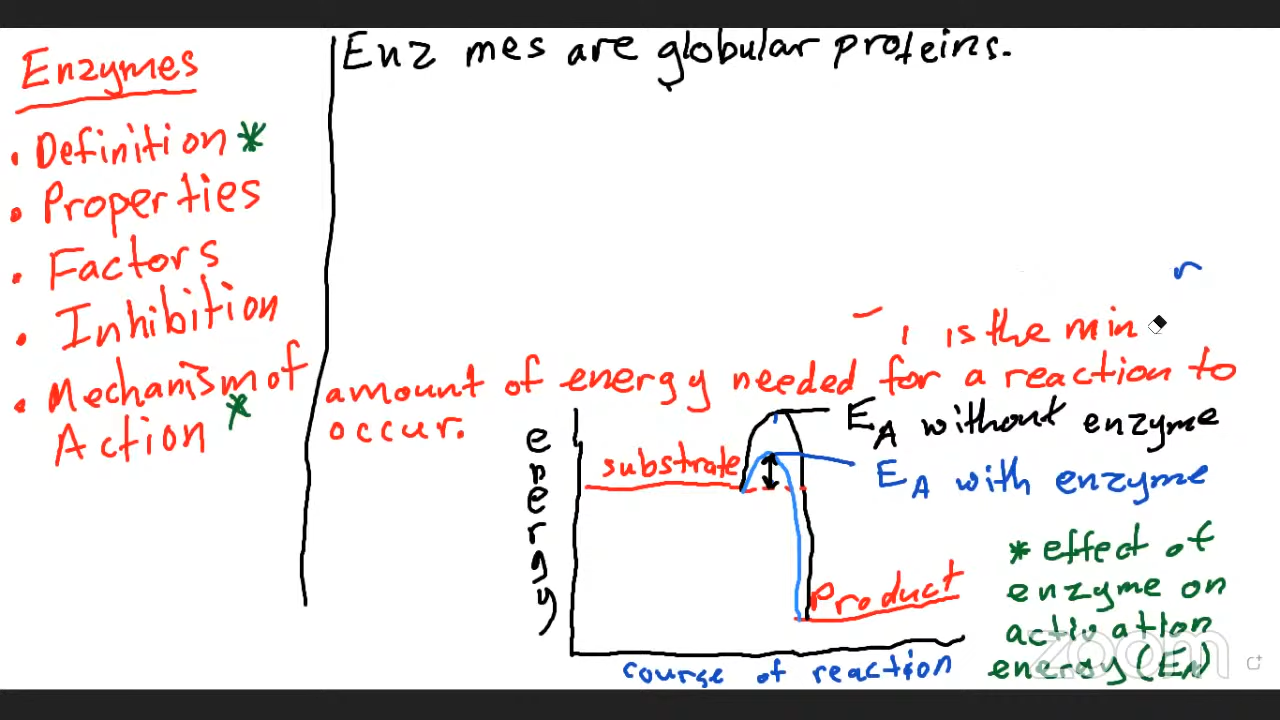 Enzymes
• Definition *
• Properties
• Factors
• Inhibition
• Mechanism of
Action *
Enz mes are globular proteins.
is the min
amount of energy needed for a reaction to
occur.
energy
substrate
EA without enzyme
EA with enzyme
Product
course of reaction
* effect of
enzyme on
activation
energy (EA)
zoom